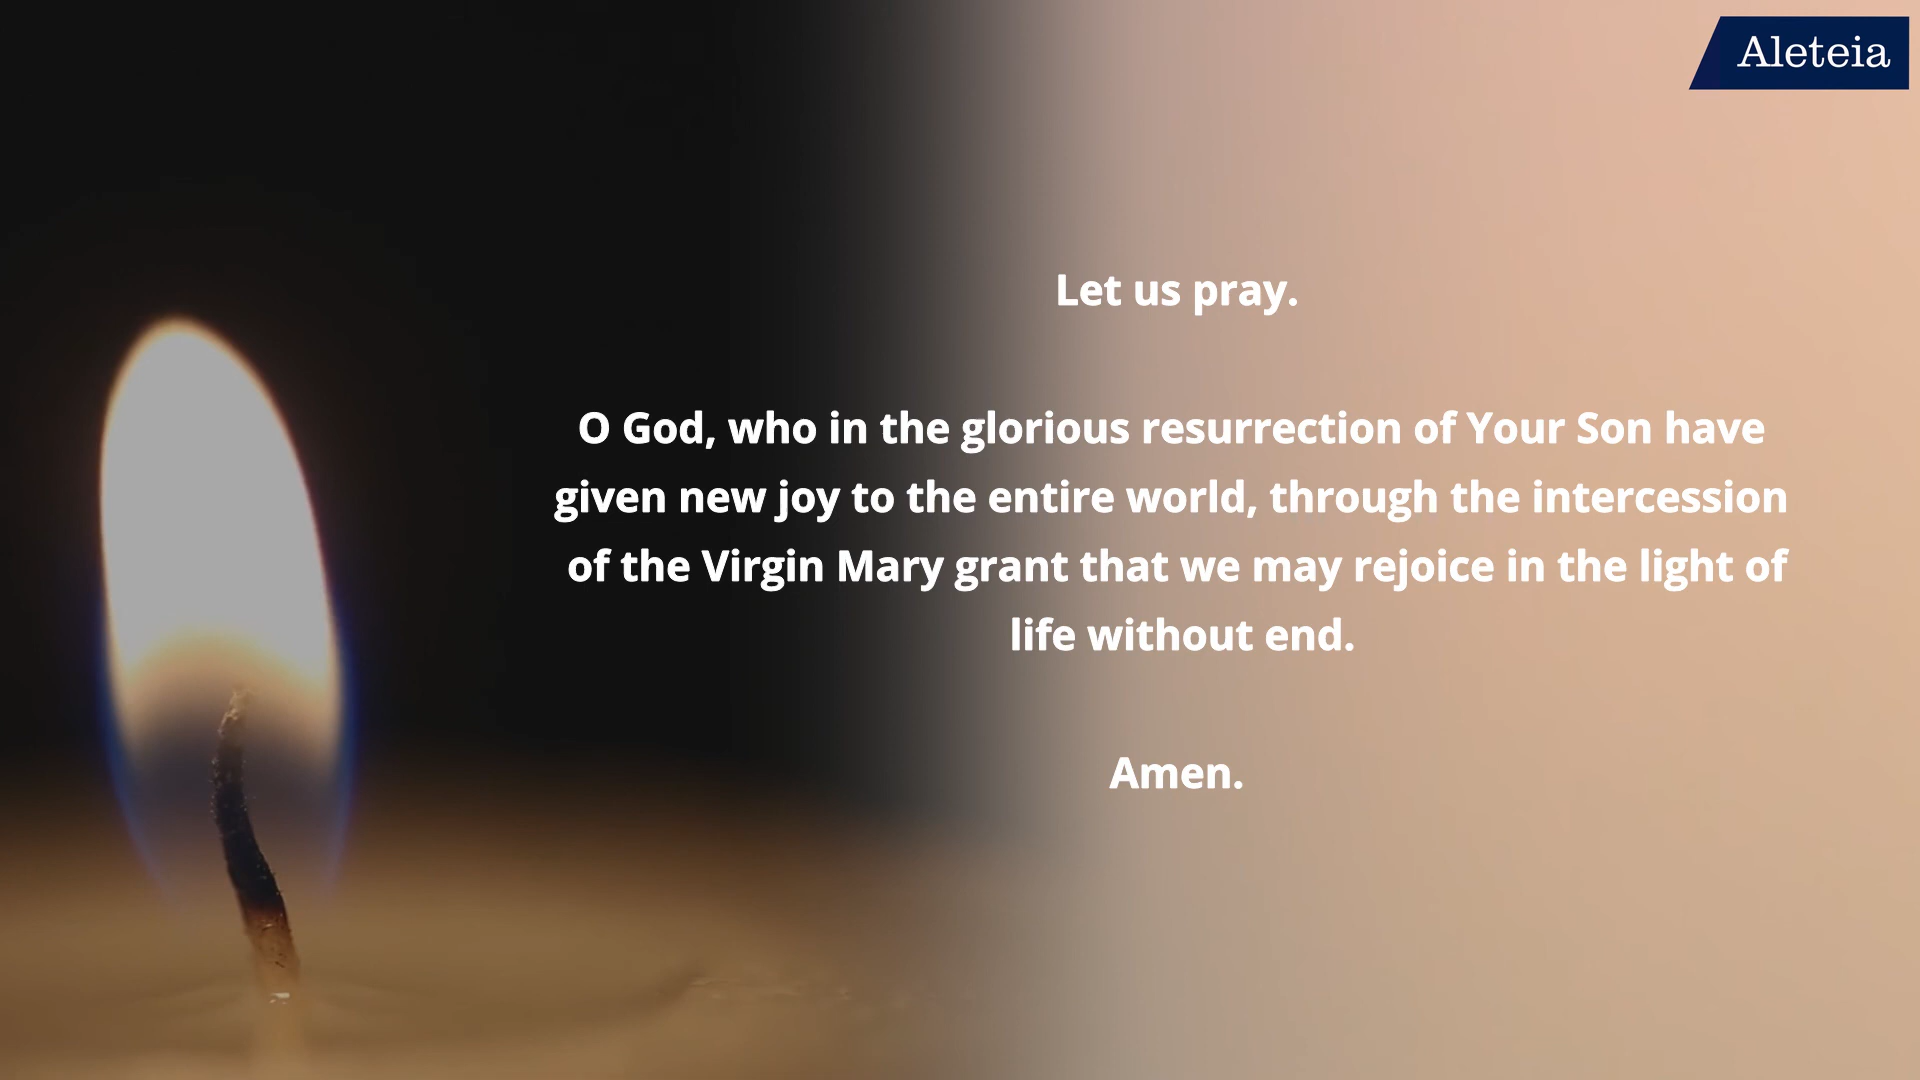 Aleteia
Let us pray.
O God, who in the glorious resurrection of Your Son have
given new joy to the entire world, through the intercession
of the Virgin Mary grant that we may rejoice in the light of
life without end.
Amen.